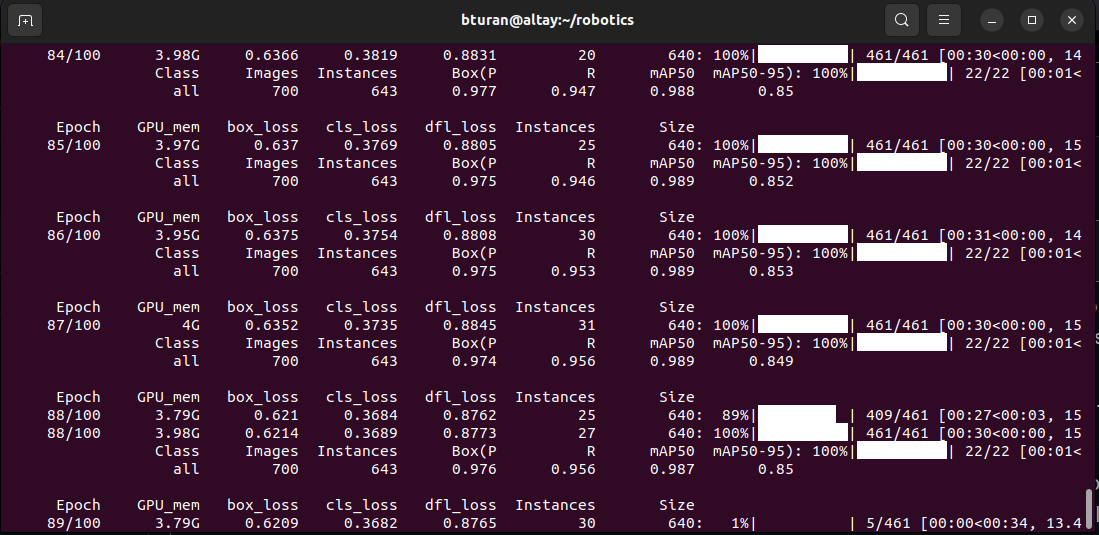 bturan@altay:~/robotics
84/100 3.98G 0.6366 0.3819 0.8831 20 640: 100%| | 461/461 [00:30<00:00, 14
Class Images Instances Box(P R mAP50 mAP50-95): 100%| | 22/22 [00:01<
all 700 643 0.977 0.947 0.988 0.85
Epoch GPU_mem box_loss cls_loss dfl_loss Instances Size
85/100 3.97G 0.637 0.3769 0.8805 25 640: 100%| | 461/461 [00:30<00:00, 15
Class Images Instances Box(P R mAP50 mAP50-95): 100%| | 22/22 [00:01<
all 700 643 0.975 0.946 0.989 0.852
Epoch GPU_mem box_loss cls_loss dfl_loss Instances Size
86/100 3.95G 0.6375 0.3754 0.8808 30 640: 100%| | 461/461 [00:31<00:00, 14
Class Images Instances Box(P R mAP50 mAP50-95): 100%| | 22/22 [00:01<
all 700 643 0.975 0.953 0.989 0.853
Epoch GPU_mem box_loss cls_loss dfl_loss Instances Size
87/100 4G 0.6352 0.3735 0.8845 31 640: 100%| | 461/461 [00:30<00:00, 15
Class Images Instances Box(P R mAP50 mAP50-95): 100%| | 22/22 [00:01<
all 700 643 0.974 0.956 0.989 0.849
Epoch GPU_mem box_loss cls_loss dfl_loss Instances Size
88/100 3.79G 0.621 0.3684 0.8762 25 640: 89%| | 409/461 [00:27<00:03, 15
88/100 3.98G 0.6214 0.3689 0.8773 27 640: 100%| | 461/461 [00:30<00:00, 15
Class Images Instances Box(P R mAP50 mAP50-95): 100%| | 22/22 [00:01<
all 700 643 0.976 0.956 0.987 0.85
Epoch GPU_mem box_loss cls_loss dfl_loss Instances Size
89/100 3.79G 0.6209 0.3682 0.8765 30 640: 1%| | 5/461 [00:00<00:34, 13.4